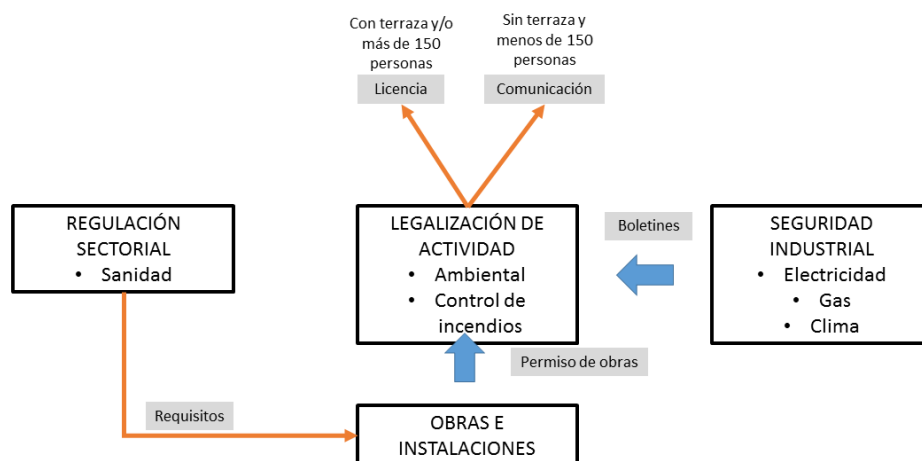 Con terraza y/o
más de 150
personas
Licencia
Sin terraza y
menos de 150
personas
Comunicación
REGULACIÓN
SECTORIAL
• Sanidad
LEGALIZACIÓN DE
ACTIVIDAD
• Ambiental
• Control de
incendios
Boletines
SEGURIDAD
INDUSTRIAL
• Electricidad
• Gas
• Clima
Permiso de obras
Requisitos
OBRAS E
INSTALACIONES